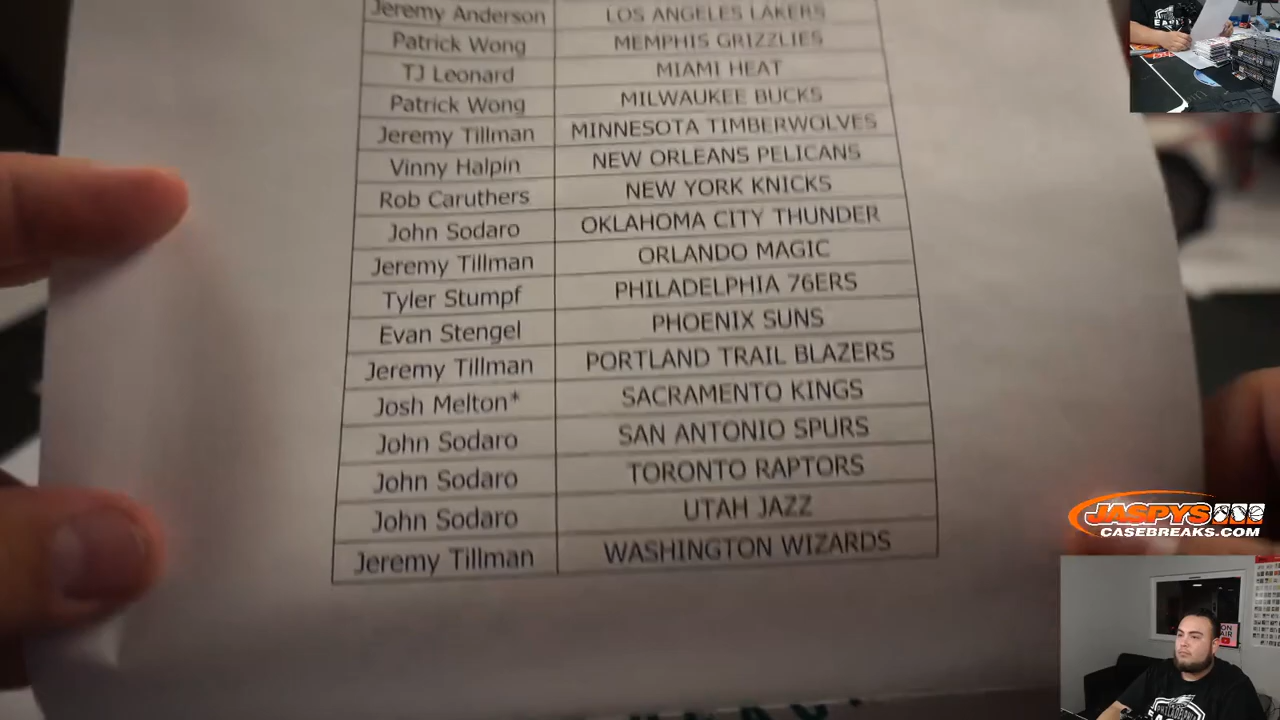 Jeremy Anderson LOS ANGELES LAKERS
Patrick Wong MEMPHIS GRIZZLIES
TJ Leonard MIAMI HEAT
Patrick Wong MILWAUKEE BUCKS
Jeremy Tillman MINNESOTA TIMBERWOLVES
Vinny Halpin NEW ORLEANS PELICANS
Rob Caruthers NEW YORK KNICKS
John Sodaro OKLAHOMA CITY THUNDER
Jeremy Tillman ORLANDO MAGIC
Tyler Stumpf PHILADELPHIA 76ERS
Evan Stengel PHOENIX SUNS
Jeremy Tillman PORTLAND TRAIL BLAZERS
Josh Melton* SACRAMENTO KINGS
John Sodaro SAN ANTONIO SPURS
John Sodaro TORONTO RAPTORS
John Sodaro UTAH JAZZ
Jeremy Tillman WASHINGTON WIZARDS
JASPYS
CASEBREAKS.COM
ON
AIR